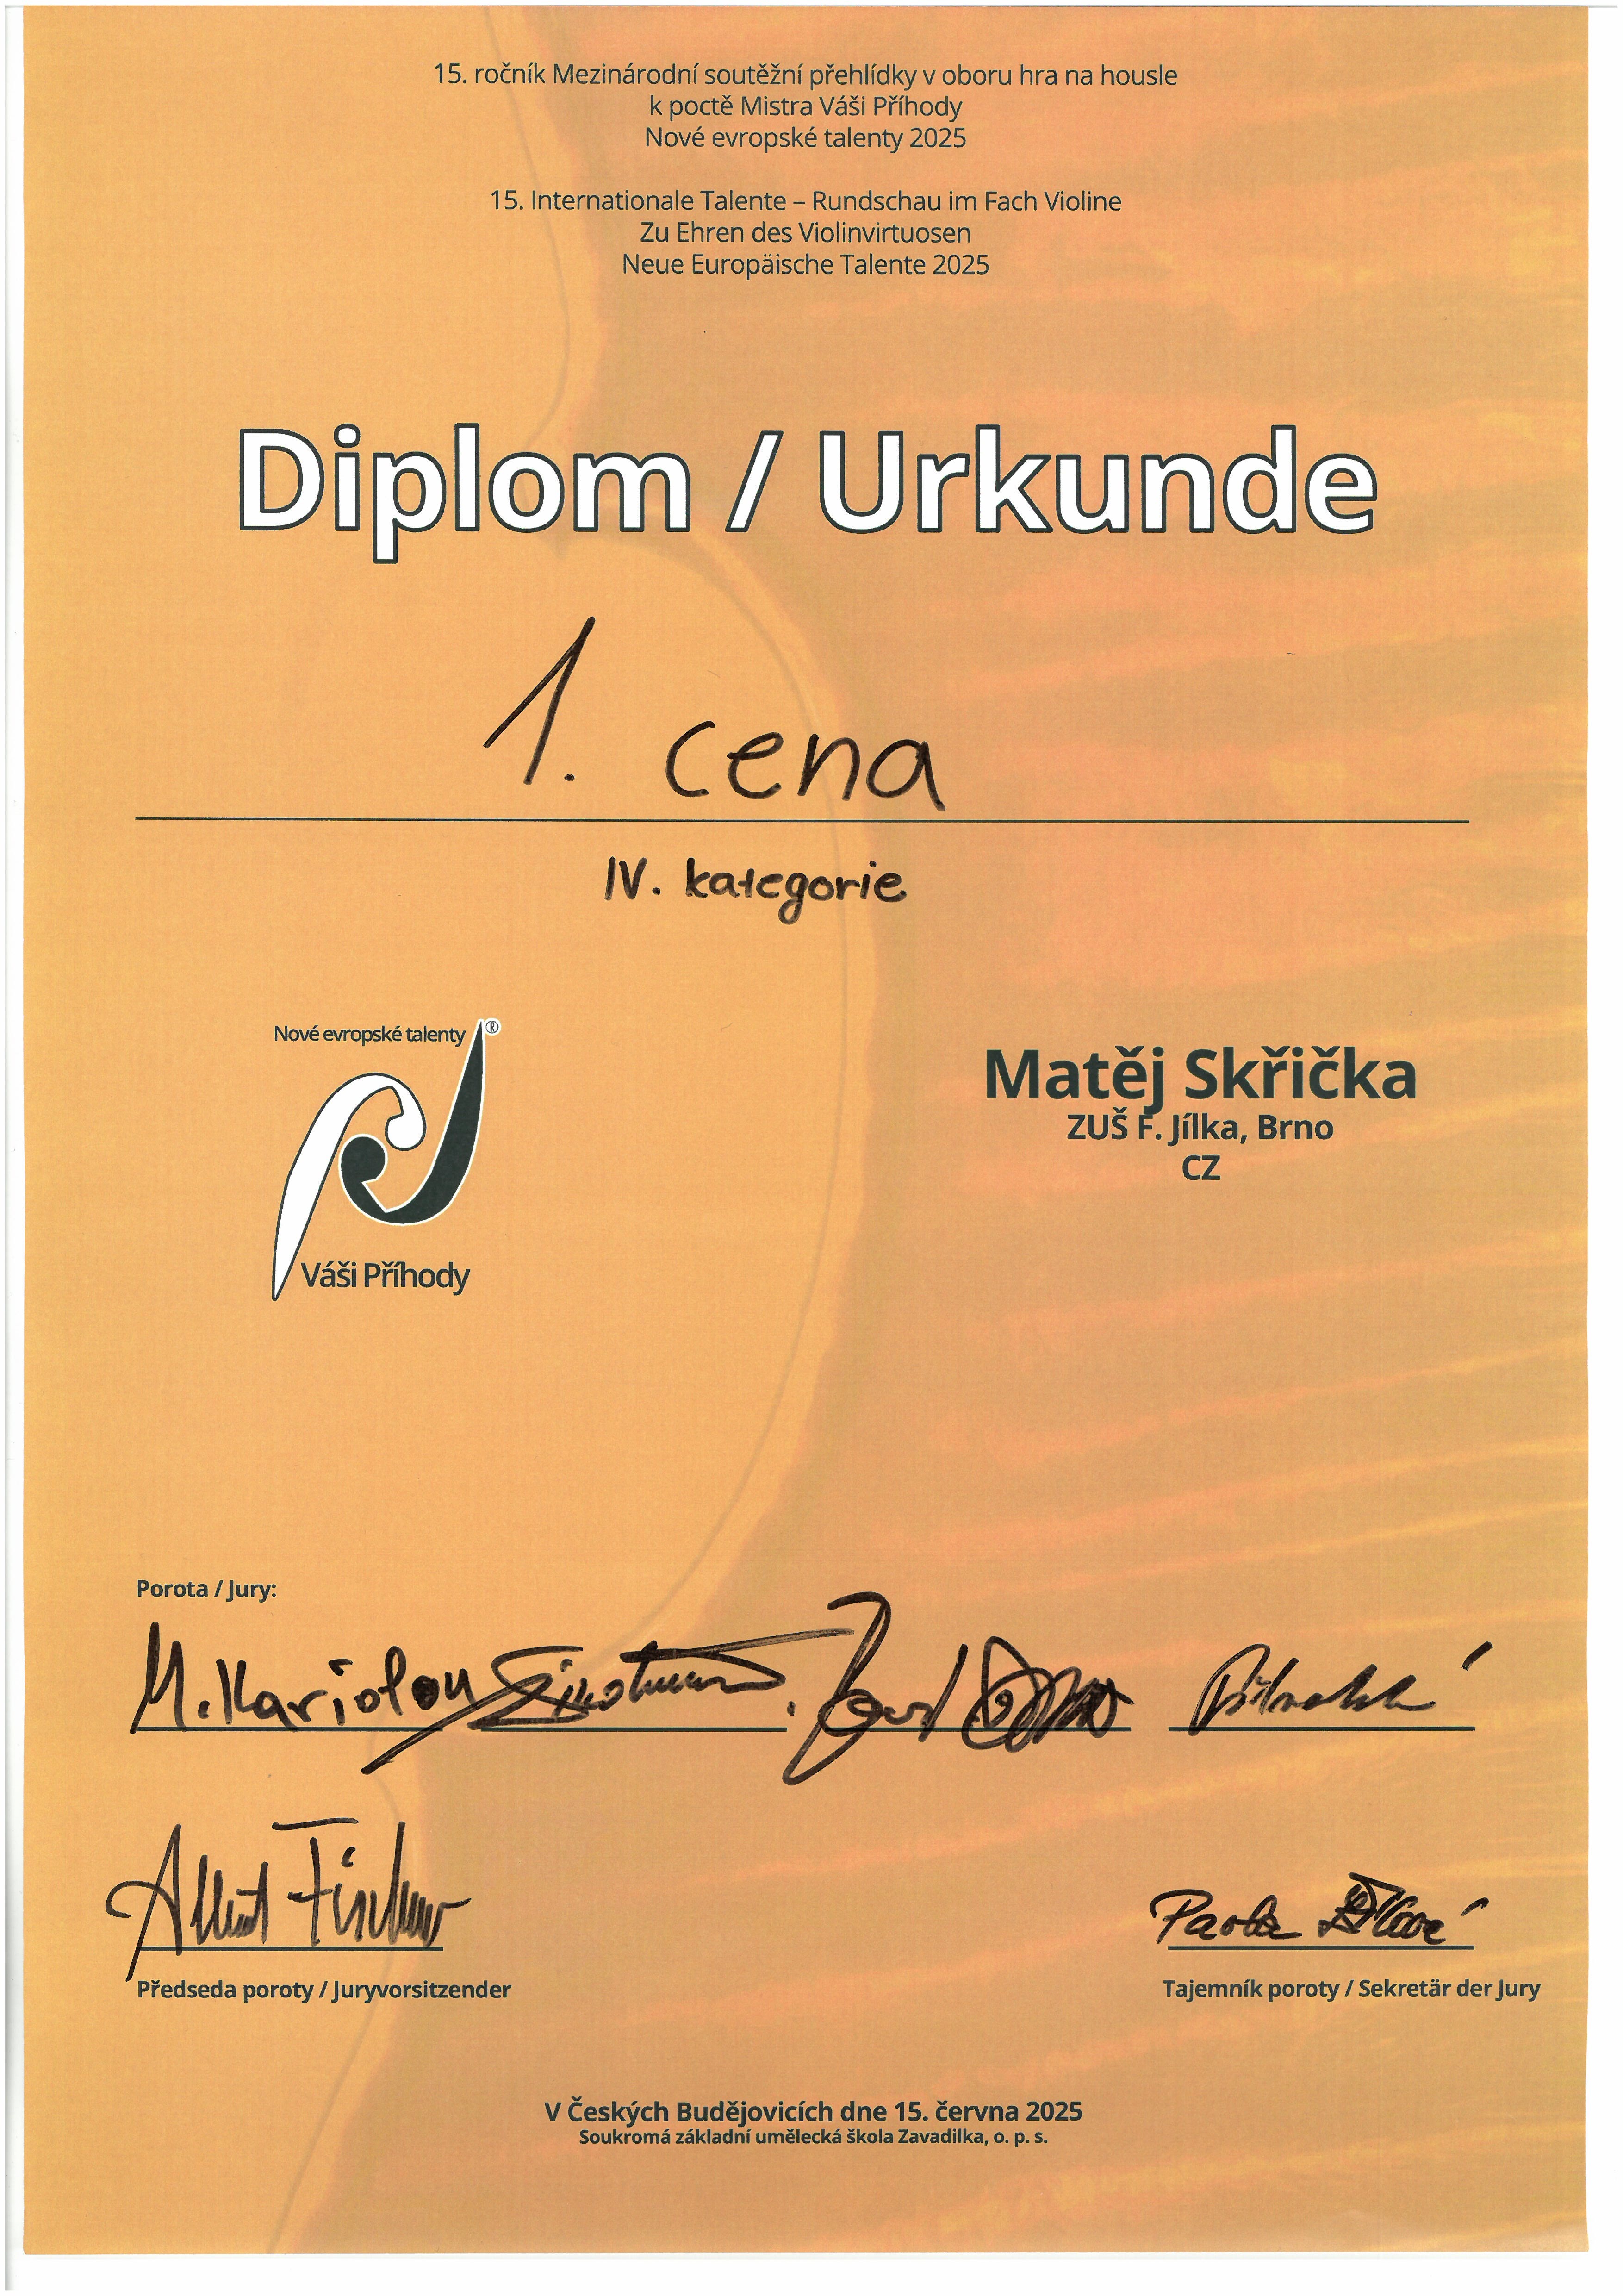 15. ročník Mezinárodní soutěžní přehlídky v oboru hra na housle
k poctě Mistra Váši Příhody
Nové evropské talenty 2025
15. Internationale Talente – Rundschau im Fach Violine
Zu Ehren des Violinvirtuosen
Neue Europäische Talente 2025
Diplom / Urkunde
1. cena
IV. kategorie
Nové evropské talenty ®
Váši Příhody
Matěj Skřička
ZUŠ F. Jílka, Brno
CZ
Porota / Jury:
M.
Předseda poroty / Juryvorsitzender
Tajemník poroty / Sekretär der Jury
V Českých Budějovicích dne 15. června 2025
Soukromá základní umělecká škola Zavadilka, o. p. s.